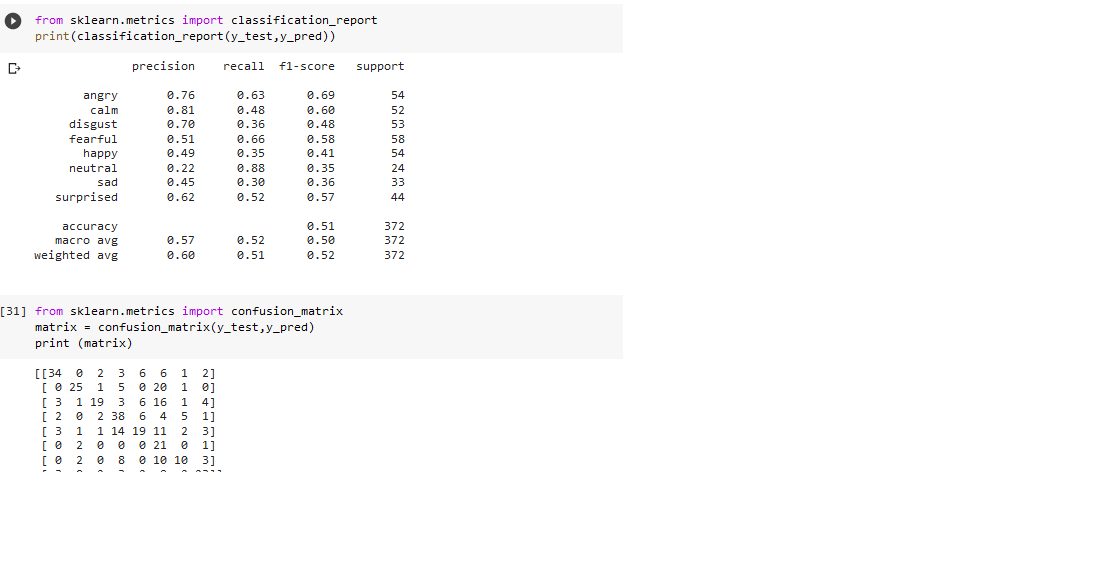 from sklearn.metrics import classification_report
print(classification_report(y_test,y_pred))
precision recall f1-score support
angry 0.76 0.63 0.69 54
calm 0.81 0.48 0.60 52
disgust 0.70 0.36 0.48 53
fearful 0.51 0.66 0.58 58
happy 0.49 0.35 0.41 54
neutral 0.22 0.88 0.35 24
sad 0.45 0.30 0.36 33
surprised 0.62 0.52 0.57 44
accuracy 0.51 372
macro avg 0.57 0.52 0.50 372
weighted avg 0.60 0.51 0.52 372
[31] from sklearn.metrics import confusion_matrix
matrix = confusion_matrix(y_test,y_pred)
print (matrix)
[[34 0 2 3 6 6 1 2]
[ 0 25 1 5 0 20 1 0]
[ 3 1 19 3 6 16 1 4]
[ 2 0 2 38 6 4 5 1]
[ 3 1 1 14 19 11 2 3]
[ 0 2 0 0 0 21 0 1]
[ 0 2 0 8 0 10 10 3]